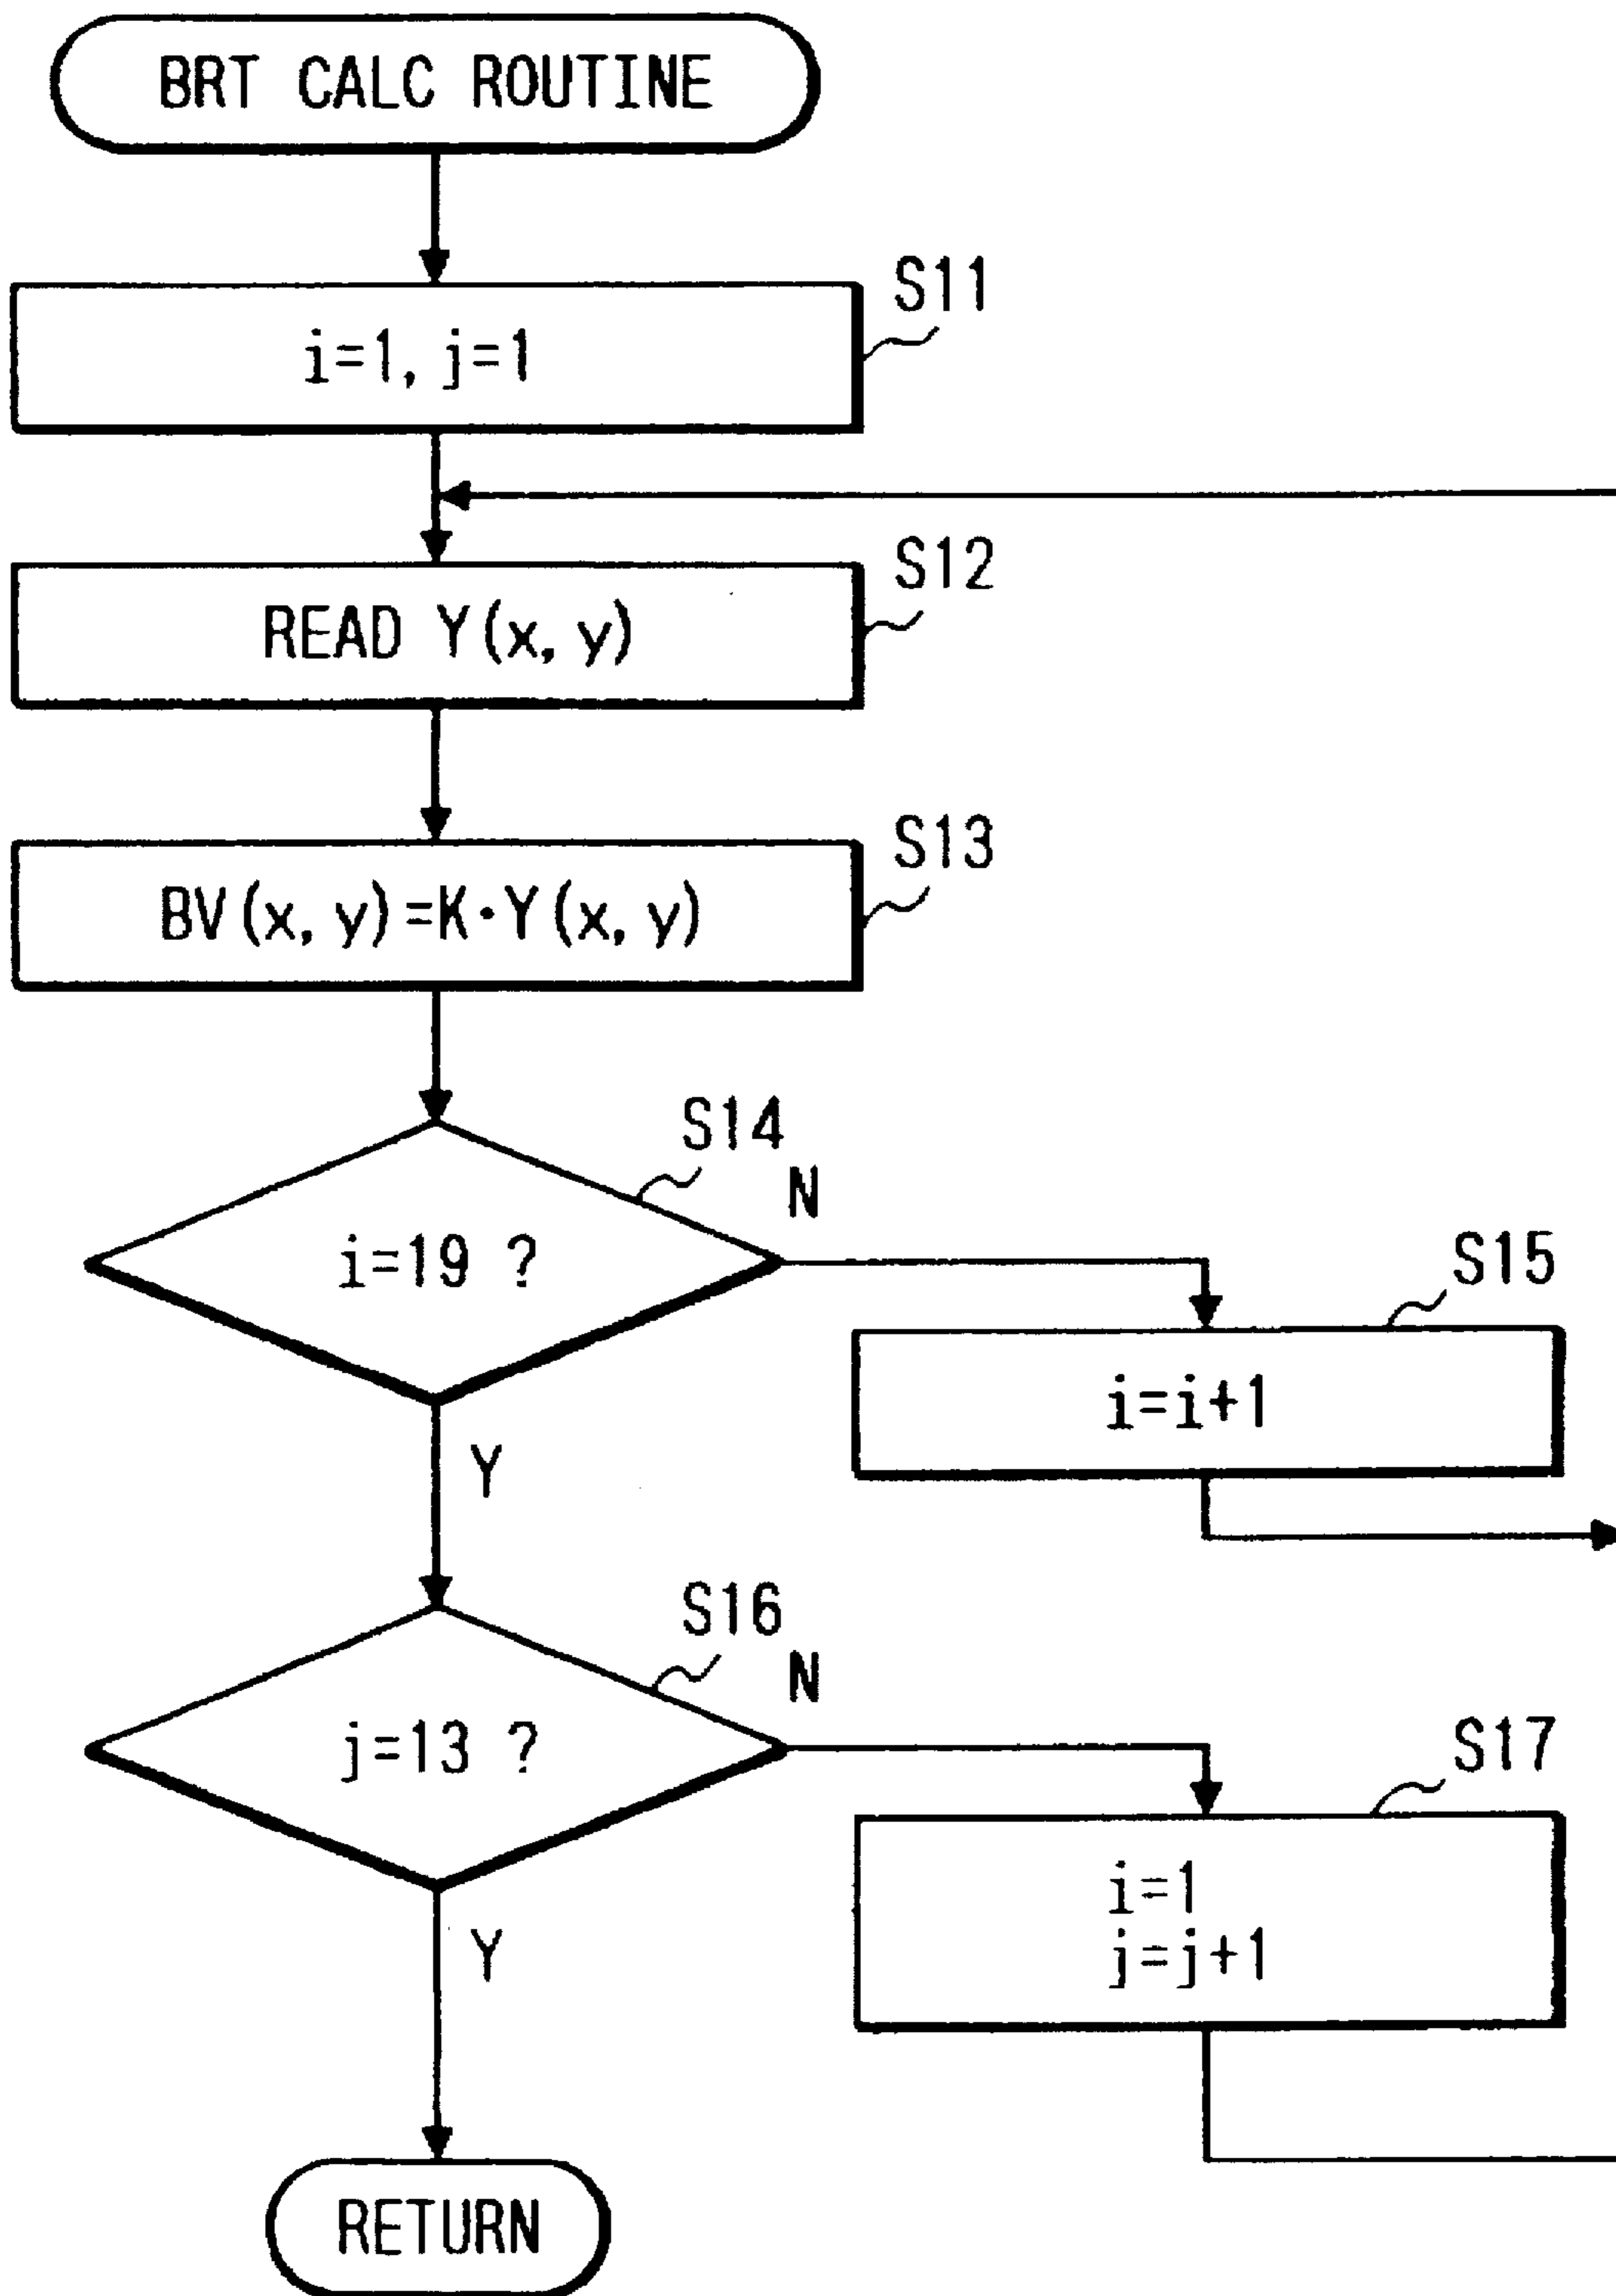 BRT CALC ROUTINE
S11
i=1, j=1
S12
READ Y(x, y)
S13
BV(x, y)=K·Y(x, y)
S14
N
i=19 ?
S15
i=i+1
Y
S16
N
j=13 ?
S17
i=1
j=j+1
Y
RETURN